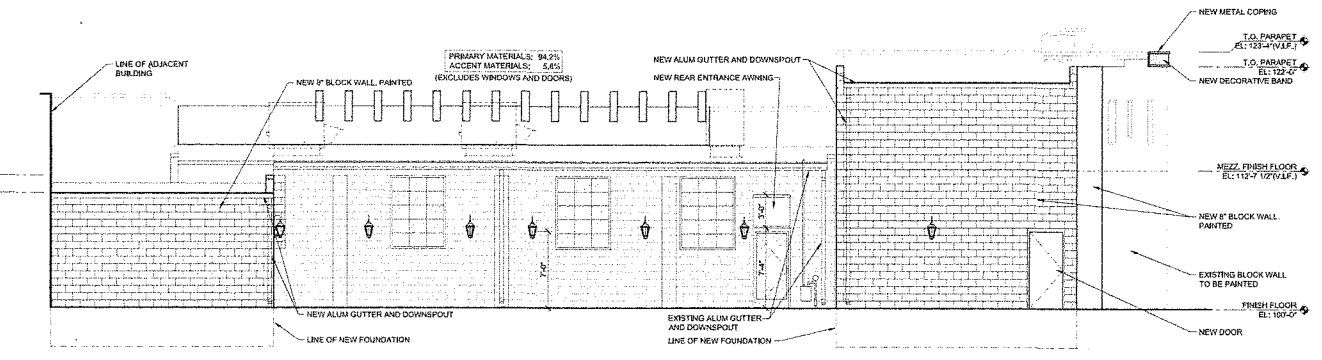 NEW METAL COPING
T.O. PARAPET
EL: 123'-4"(V.I.F.)
T.O. PARAPET
EL: 122'-0"
NEW DECORATIVE BAND
PRIMARY MATERIALS: 94.2%
ACCENT MATERIALS: 5.8%
(EXCLUDES WINDOWS AND DOORS)
LINE OF ADJACENT
BUILDING
NEW 8" BLOCK WALL, PAINTED
NEW ALUM GUTTER AND DOWNSPOUT
NEW REAR ENTRANCE AWNING
MEZZ. FINISH FLOOR
EL: 112'-7 1/2"(V.I.F.)
3'-0"
7'-0"
7'-4"
NEW 8" BLOCK WALL.
PAINTED
EXISTING BLOCK WALL
TO BE PAINTED
FINISH FLOOR
EL: 100'-0"
NEW DOOR
NEW ALUM GUTTER AND DOWNSPOUT
LINE OF NEW FOUNDATION
EXISTING ALUM GUTTER
AND DOWNSPOUT
LINE OF NEW FOUNDATION